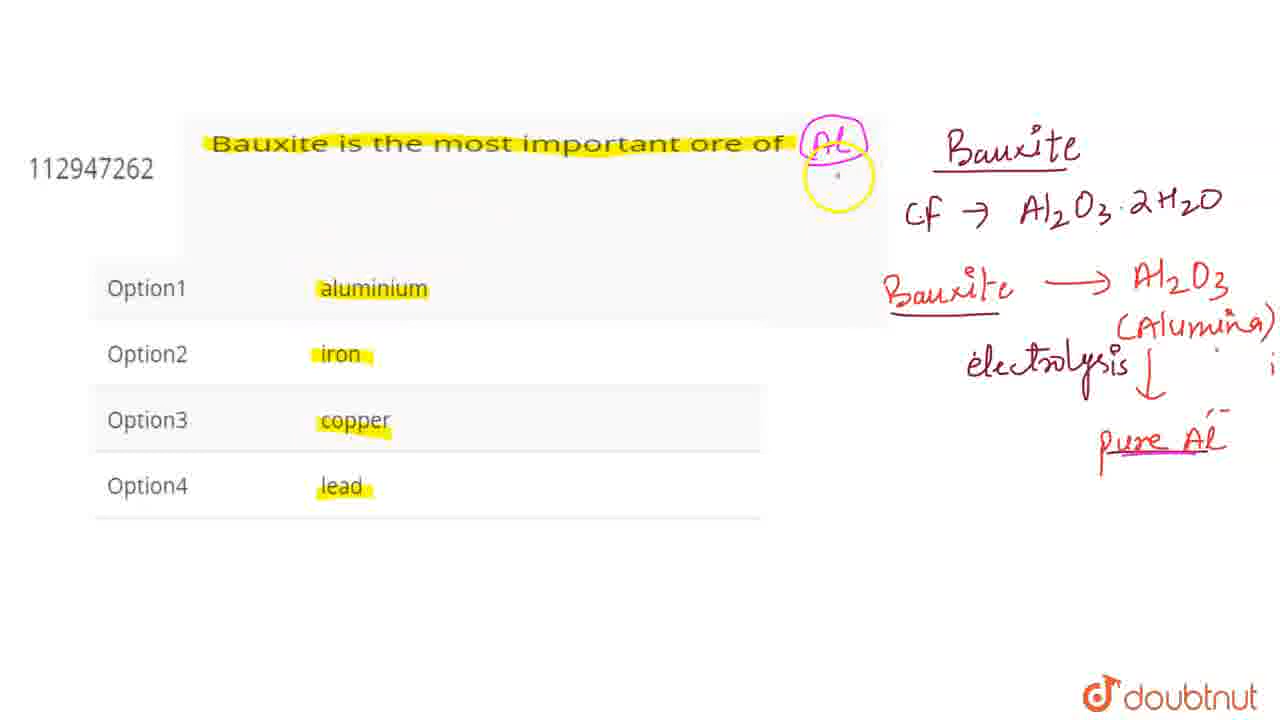 Bauxite is the most important ore of Al
112947262
Option1 aluminium
Option2 iron
Option3 copper
Option4 lead
Bauxite
CF → Al₂O₃·2H₂O
Bauxite → Al₂O₃
(Alumina)
electrolysis ↓
pure Al
doubtnut